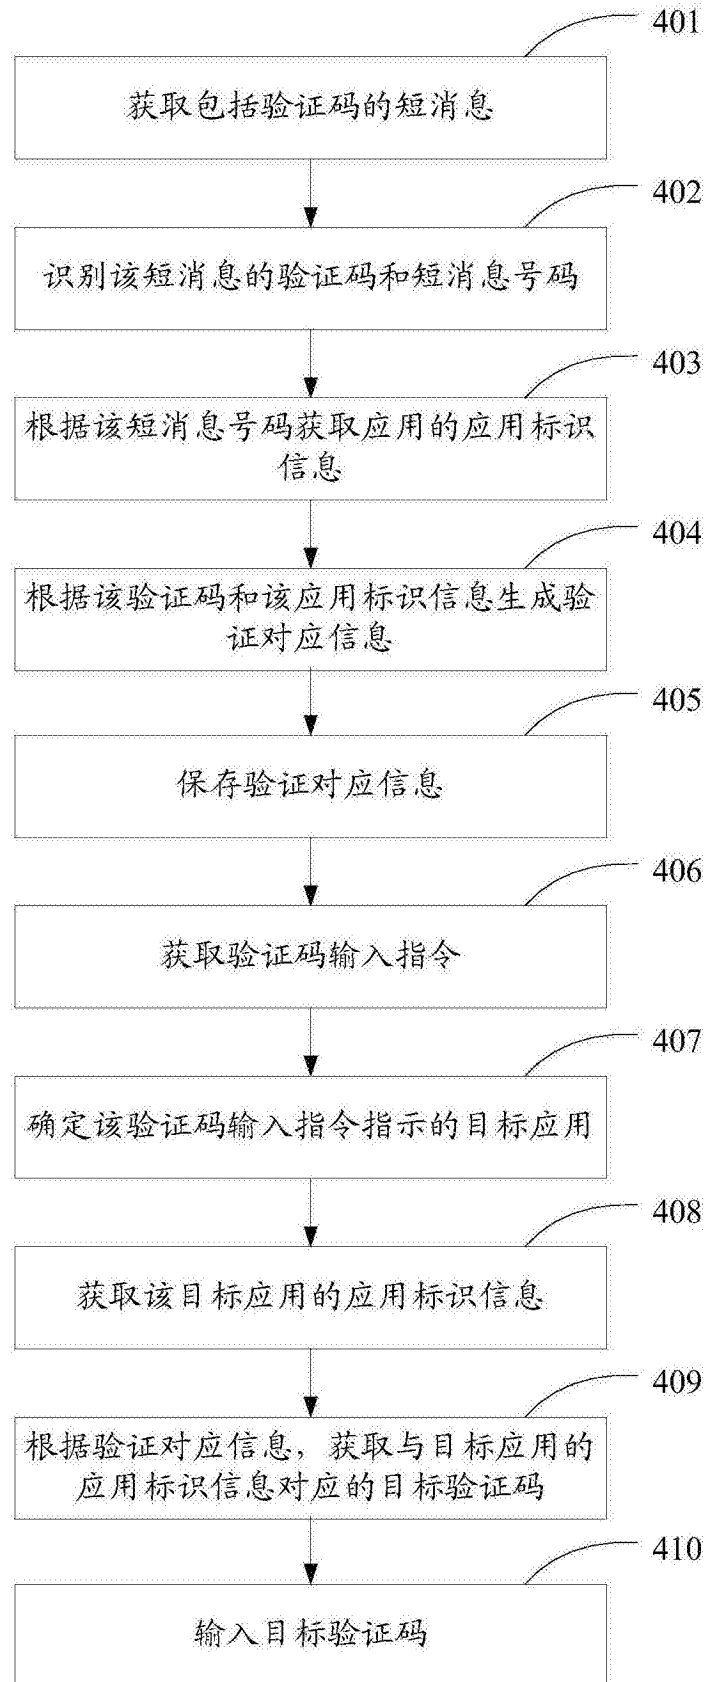 401
获取包括验证码的短消息
402
识别该短消息的验证码和短消息号码
403
根据该短消息号码获取应用的应用标识
信息
404
根据该验证码和该应用标识信息生成验
证对应信息
405
保存验证对应信息
406
获取验证码输入指令
407
确定该验证码输入指令指示的目标应用
408
获取该目标应用的应用标识信息
409
根据验证对应信息，获取与目标应用的
应用标识信息对应的目标验证码
410
输入目标验证码